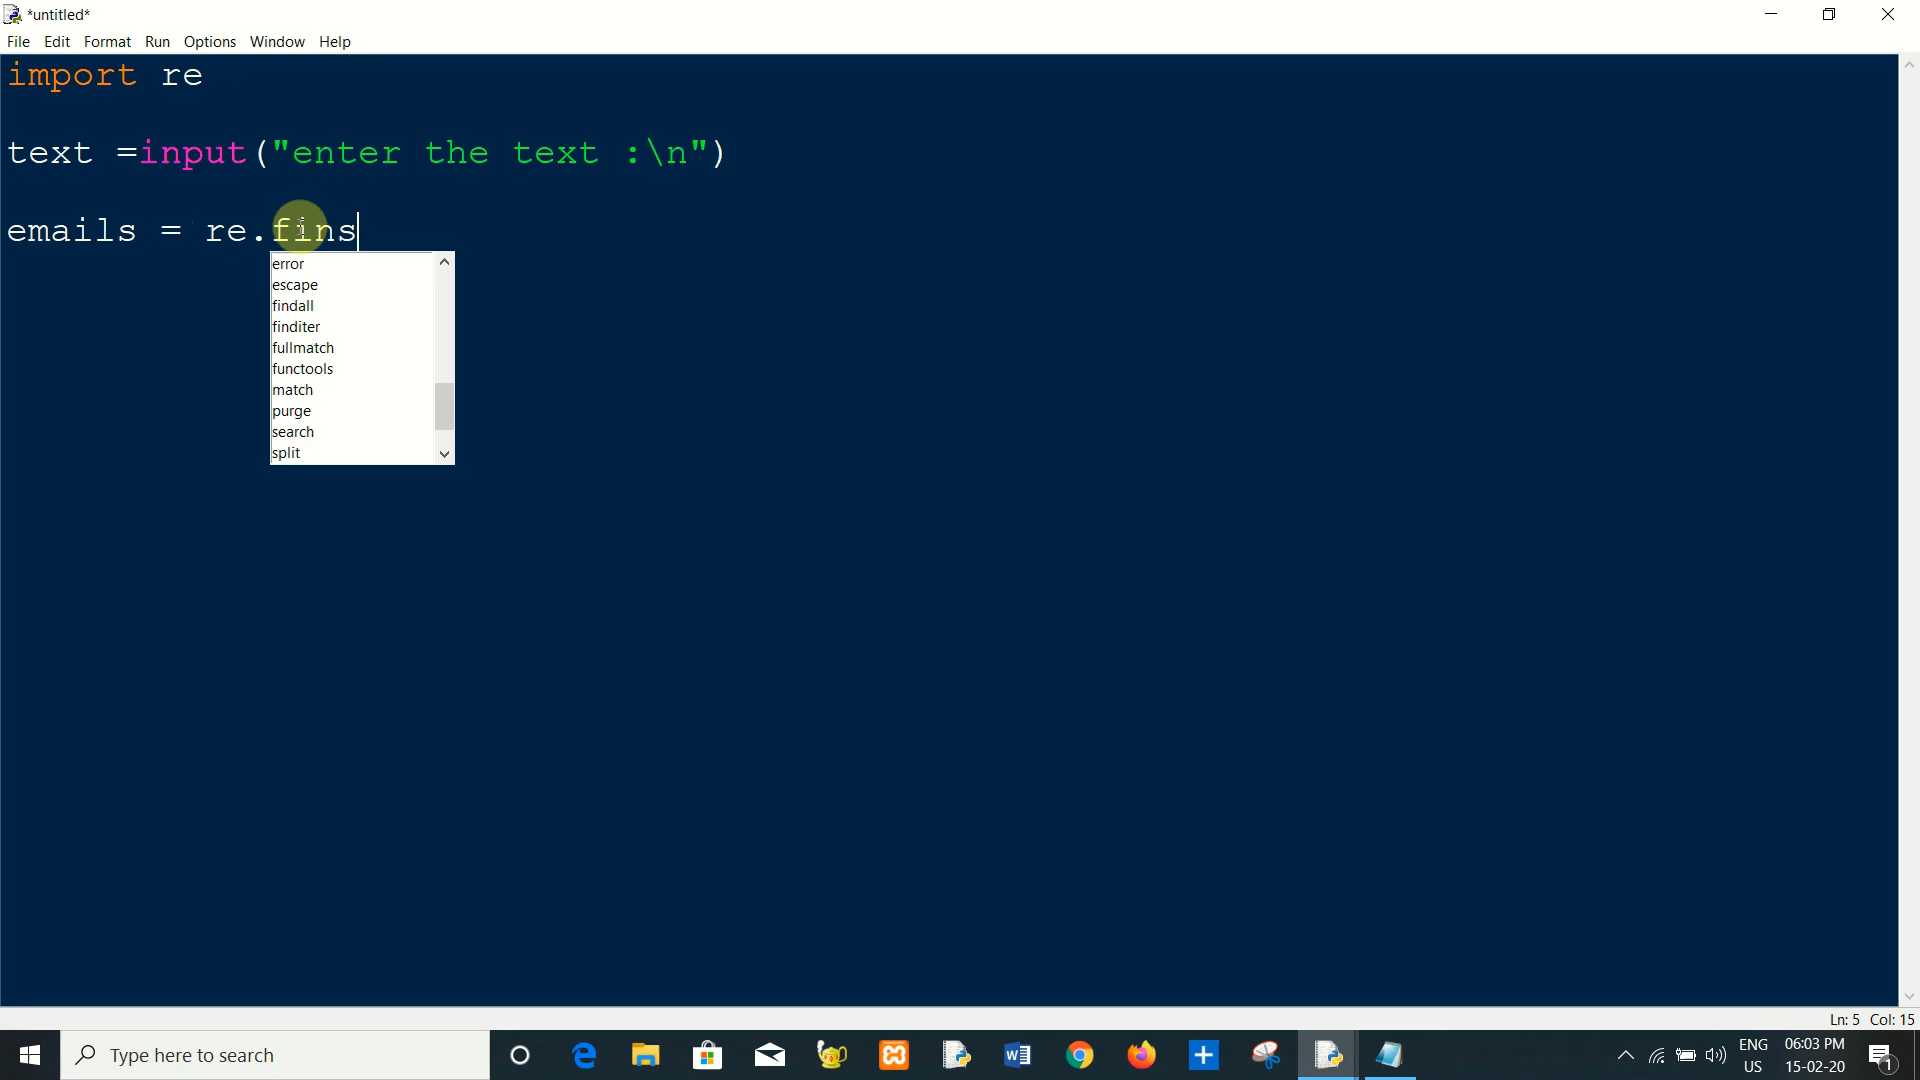 *untitled*
File Edit Format Run Options Window Help
import re
text =input("enter the text :\n")
emails = re.fins
error
escape
findall
finditer
fullmatch
functools
match
purge
search
split
Ln: 5 Col: 15
Type here to search
ENG 06:03 PM
US 15-02-20
1